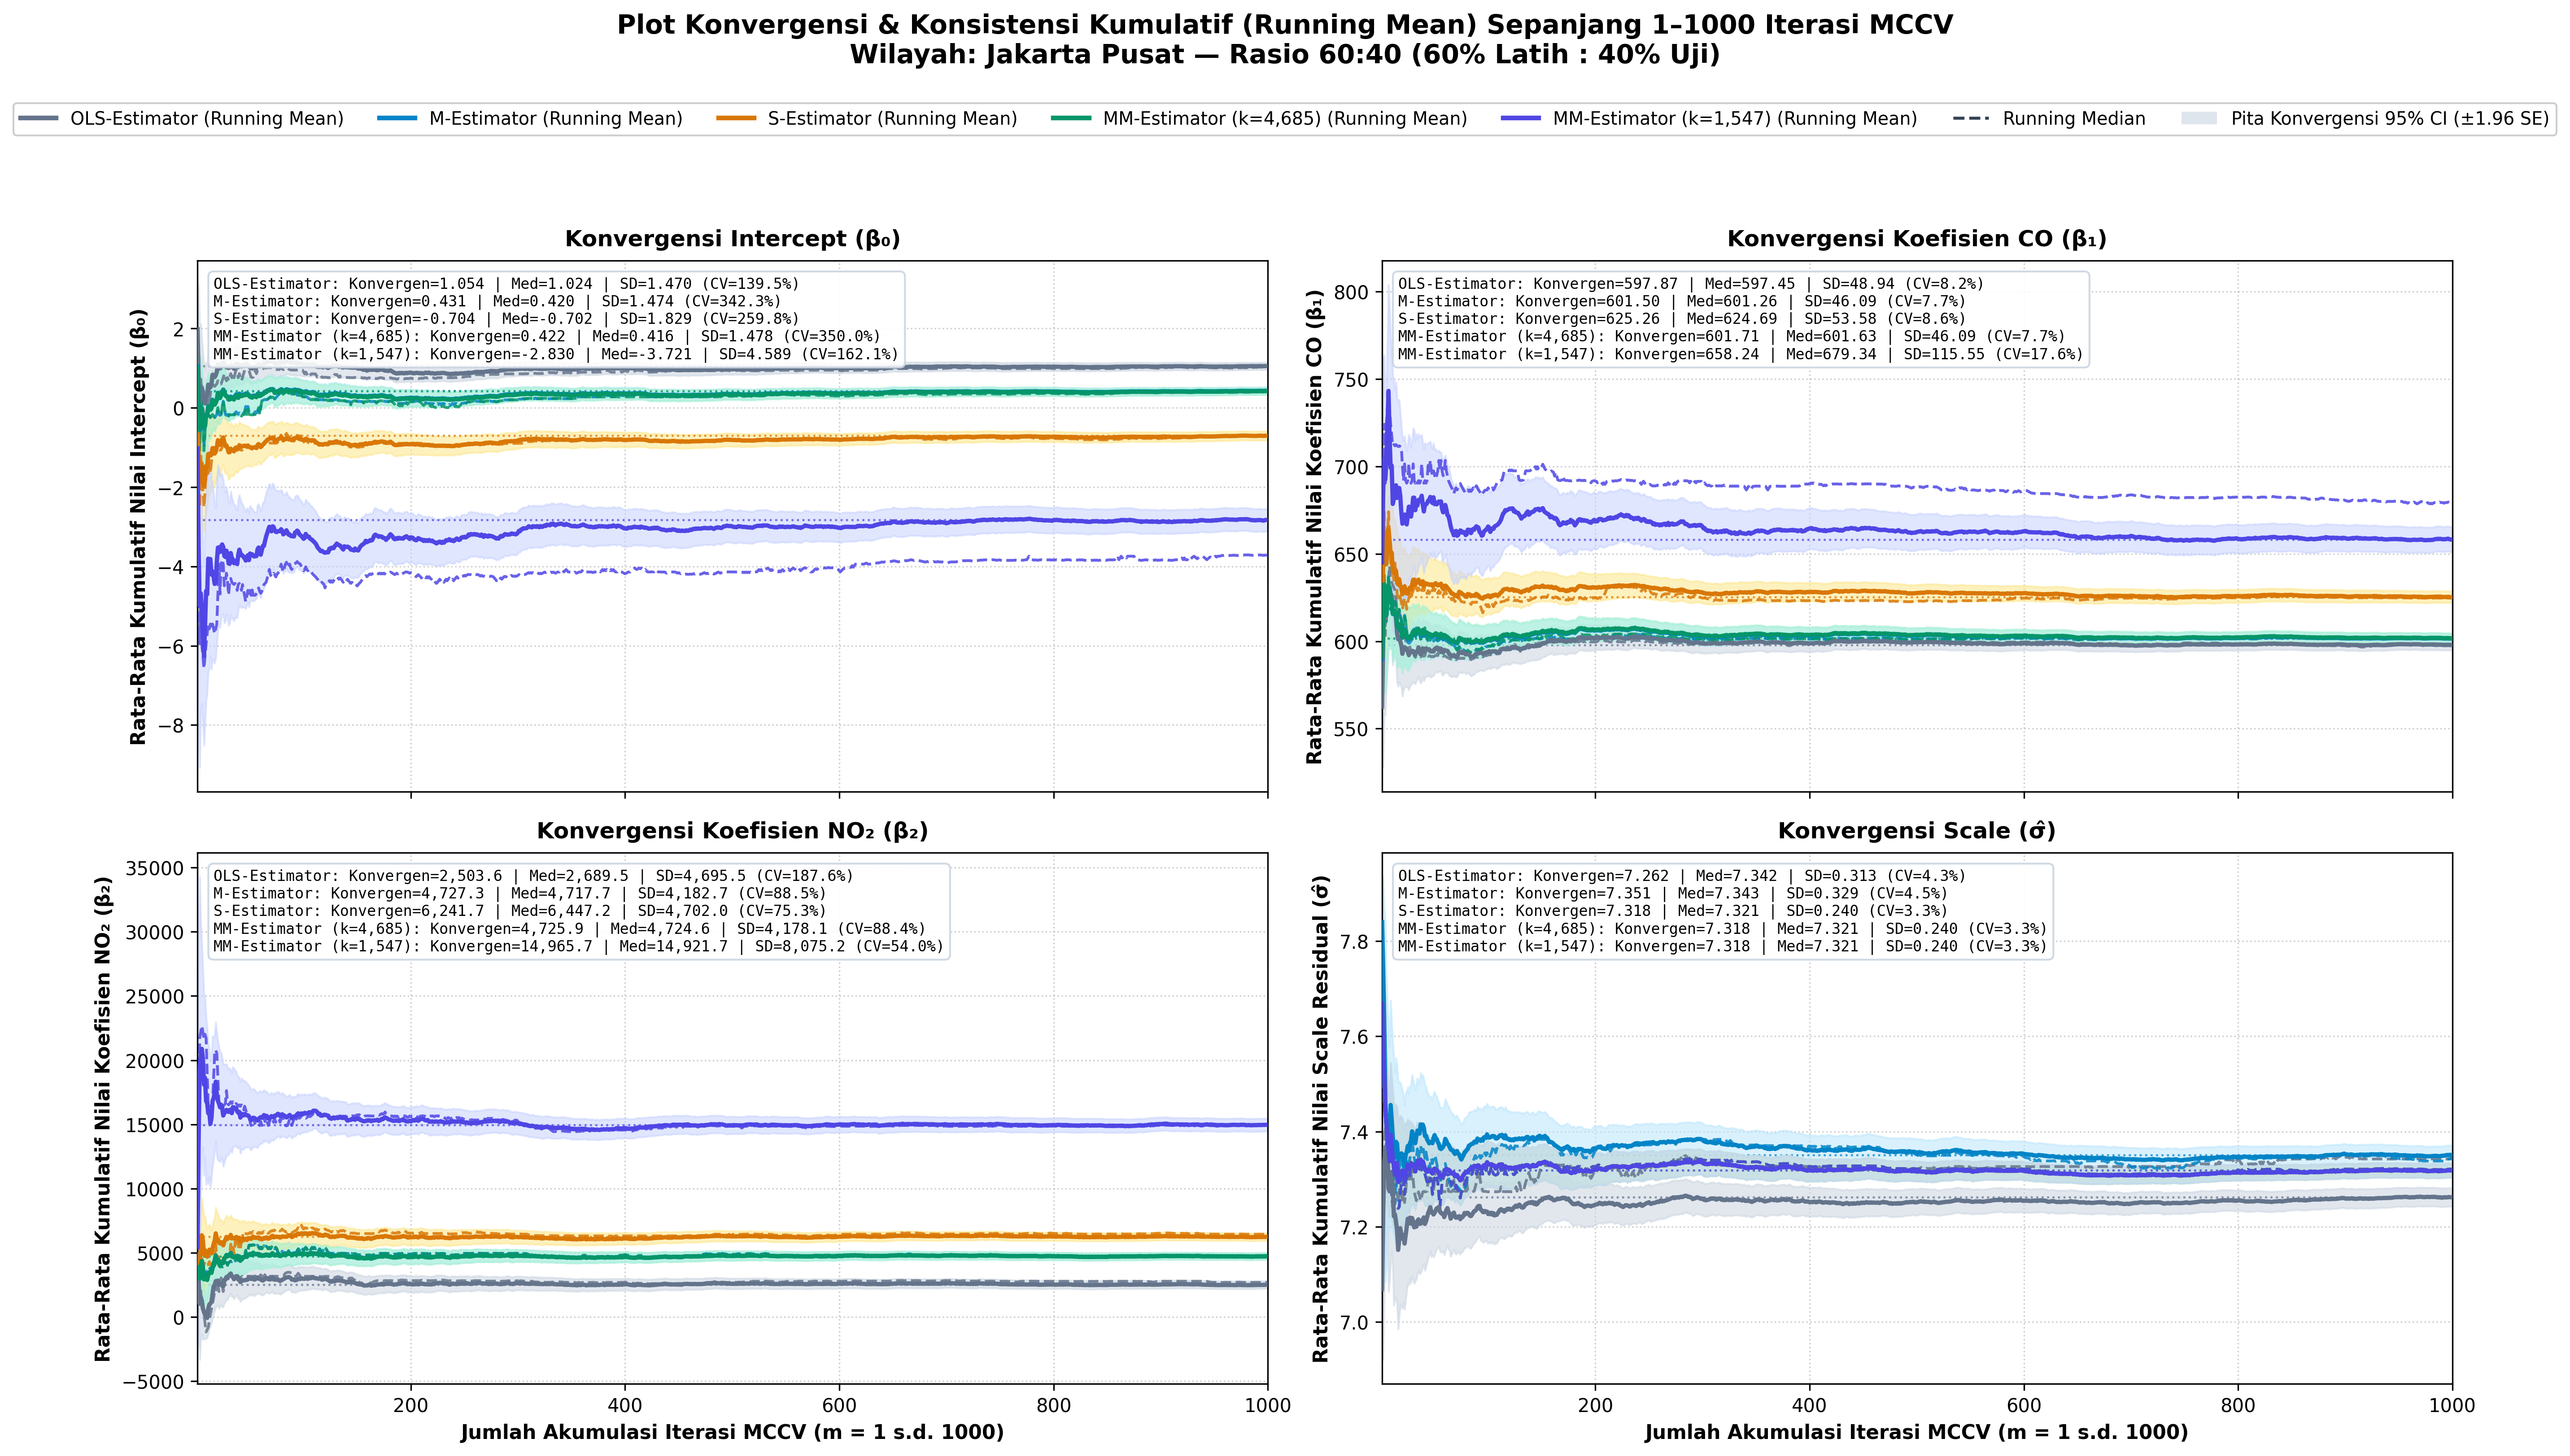 Plot Konvergensi & Konsistensi Kumulatif (Running Mean) Sepanjang 1–1000 Iterasi MCCV
Wilayah: Jakarta Pusat — Rasio 60:40 (60% Latih : 40% Uji)
OLS-Estimator (Running Mean)
M-Estimator (Running Mean)
S-Estimator (Running Mean)
MM-Estimator (k=4,685) (Running Mean)
MM-Estimator (k=1,547) (Running Mean)
Running Median
Pita Konvergensi 95% CI (±1.96 SE)
Konvergensi Intercept (β₀)
OLS-Estimator: Konvergen=1.054 | Med=1.024 | SD=1.470 (CV=139.5%)
M-Estimator: Konvergen=0.431 | Med=0.420 | SD=1.474 (CV=342.3%)
S-Estimator: Konvergen=-0.704 | Med=-0.702 | SD=1.829 (CV=259.8%)
MM-Estimator (k=4,685): Konvergen=0.422 | Med=0.416 | SD=1.478 (CV=350.0%)
MM-Estimator (k=1,547): Konvergen=-2.830 | Med=-3.721 | SD=4.589 (CV=162.1%)
Rata-Rata Kumulatif Nilai Intercept (β₀)
2
0
−2
−4
−6
−8
Konvergensi Koefisien CO (β₁)
OLS-Estimator: Konvergen=597.87 | Med=597.45 | SD=48.94 (CV=8.2%)
M-Estimator: Konvergen=601.50 | Med=601.26 | SD=46.09 (CV=7.7%)
S-Estimator: Konvergen=625.26 | Med=624.69 | SD=53.58 (CV=8.6%)
MM-Estimator (k=4,685): Konvergen=601.71 | Med=601.63 | SD=46.09 (CV=7.7%)
MM-Estimator (k=1,547): Konvergen=658.24 | Med=679.34 | SD=115.55 (CV=17.6%)
Rata-Rata Kumulatif Nilai Koefisien CO (β₁)
800
750
700
650
600
550
200
400
600
800
1000
Konvergensi Koefisien NO₂ (β₂)
OLS-Estimator: Konvergen=2,503.6 | Med=2,689.5 | SD=4,695.5 (CV=187.6%)
M-Estimator: Konvergen=4,727.3 | Med=4,717.7 | SD=4,182.7 (CV=88.5%)
S-Estimator: Konvergen=6,241.7 | Med=6,447.2 | SD=4,702.0 (CV=75.3%)
MM-Estimator (k=4,685): Konvergen=4,725.9 | Med=4,724.6 | SD=4,178.1 (CV=88.4%)
MM-Estimator (k=1,547): Konvergen=14,965.7 | Med=14,921.7 | SD=8,075.2 (CV=54.0%)
Rata-Rata Kumulatif Nilai Koefisien NO₂ (β₂)
35000
30000
25000
20000
15000
10000
5000
0
−5000
200
400
600
800
1000
Jumlah Akumulasi Iterasi MCCV (m = 1 s.d. 1000)
Konvergensi Scale (σ̂)
OLS-Estimator: Konvergen=7.262 | Med=7.342 | SD=0.313 (CV=4.3%)
M-Estimator: Konvergen=7.351 | Med=7.343 | SD=0.329 (CV=4.5%)
S-Estimator: Konvergen=7.318 | Med=7.321 | SD=0.240 (CV=3.3%)
MM-Estimator (k=4,685): Konvergen=7.318 | Med=7.321 | SD=0.240 (CV=3.3%)
MM-Estimator (k=1,547): Konvergen=7.318 | Med=7.321 | SD=0.240 (CV=3.3%)
Rata-Rata Kumulatif Nilai Scale Residual (σ̂)
7.8
7.6
7.4
7.2
7.0
200
400
600
800
1000
Jumlah Akumulasi Iterasi MCCV (m = 1 s.d. 1000)